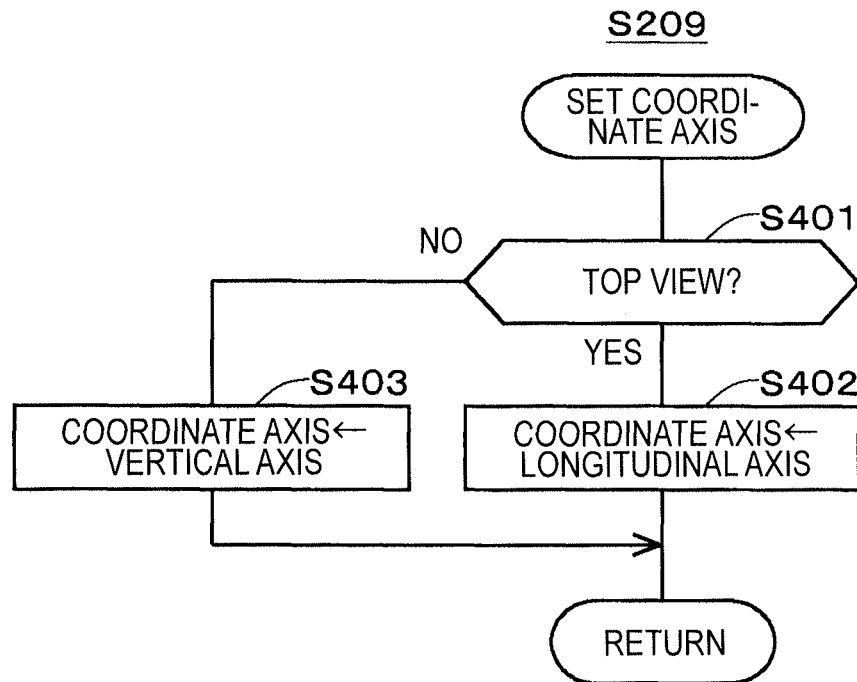 S209
SET COORDI-
NATE AXIS
S401
NO
TOP VIEW?
YES
S403
S402
COORDINATE AXIS←
VERTICAL AXIS
COORDINATE AXIS←
LONGITUDINAL AXIS
RETURN